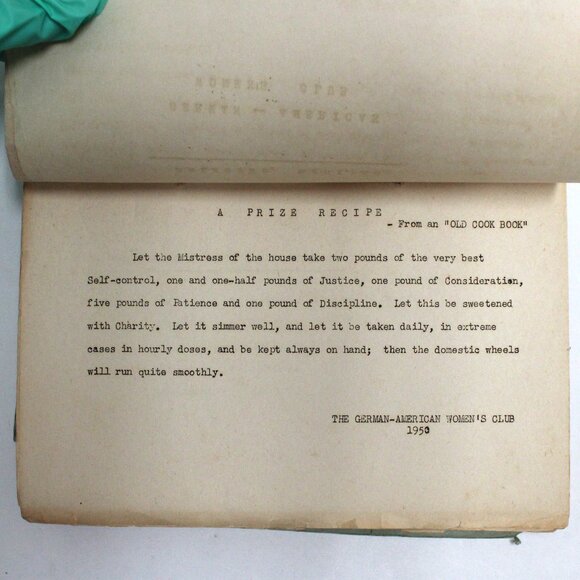 A PRIZE RECIPE
- From an "OLD COOK BOOK"
Let the Mistress of the house take two pounds of the very best
Self-control, one and one-half pounds of Justice, one pound of Consideration,
five pounds of Patience and one pound of Discipline. Let this be sweetened
with Charity. Let it simmer well, and let it be taken daily, in extreme
cases in hourly doses, and be kept always on hand; then the domestic wheels
will run quite smoothly.
THE GERMAN-AMERICAN WOMEN'S CLUB
1950